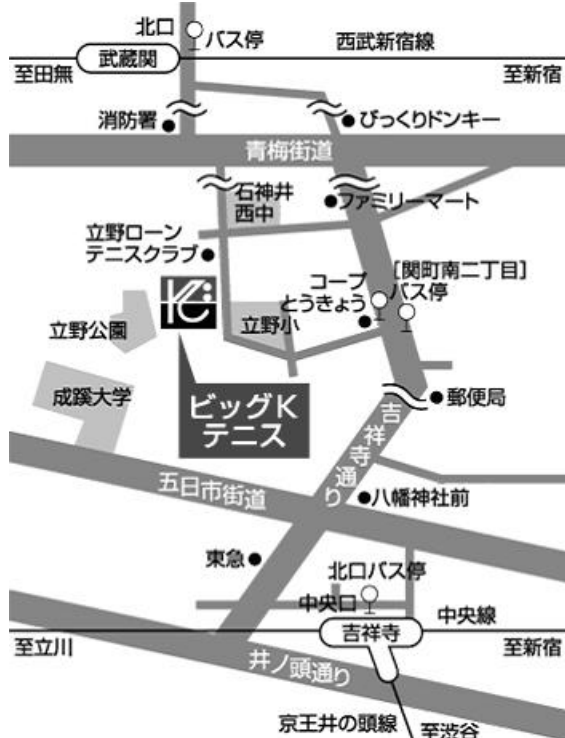 北口
バス停
武蔵関
西武新宿線
至田無
至新宿
消防署
びっくりドンキー
青梅街道
石神井
西中
ファミリーマート
立野ローン
テニスクラブ
[関町南二丁目]
バス停
コープ
とうきょう
立野公園
立野小
成蹊大学
ビッグK
テニス
郵便局
吉祥寺通り
五日市街道
八幡神社前
東急
北口バス停
中央口
吉祥寺
中央線
至立川
至新宿
井ノ頭通り
京王井の頭線
至渋谷